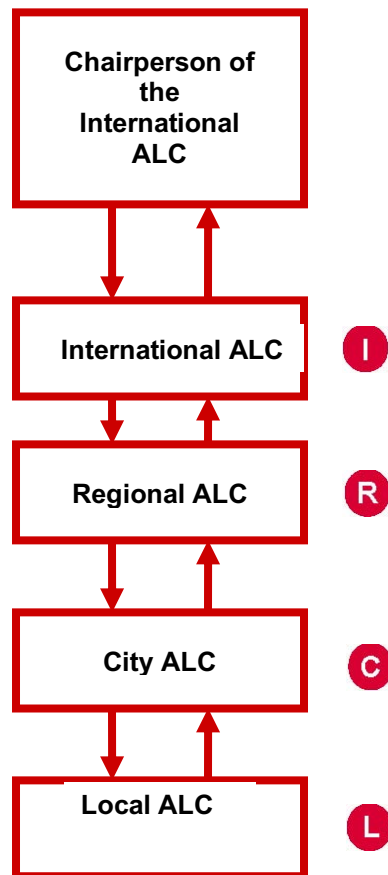 Chairperson of
the
International
ALC
International ALC
I
Regional ALC
R
City ALC
C
Local ALC
L